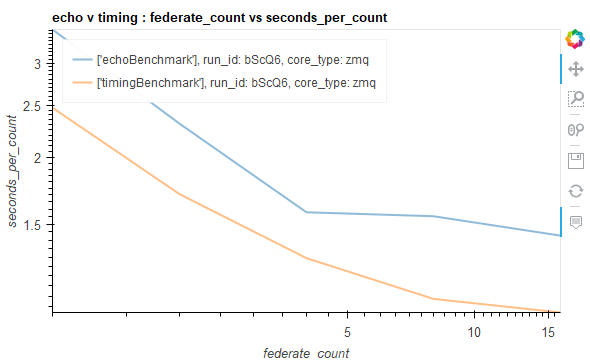 echo v timing : federate_count vs seconds_per_count
['echoBenchmark'], run_id: bScQ6, core_type: zmq
['timingBenchmark'], run_id: bScQ6, core_type: zmq
seconds_per_count
3
2.5
2
1.5
5
10
15
federate_count